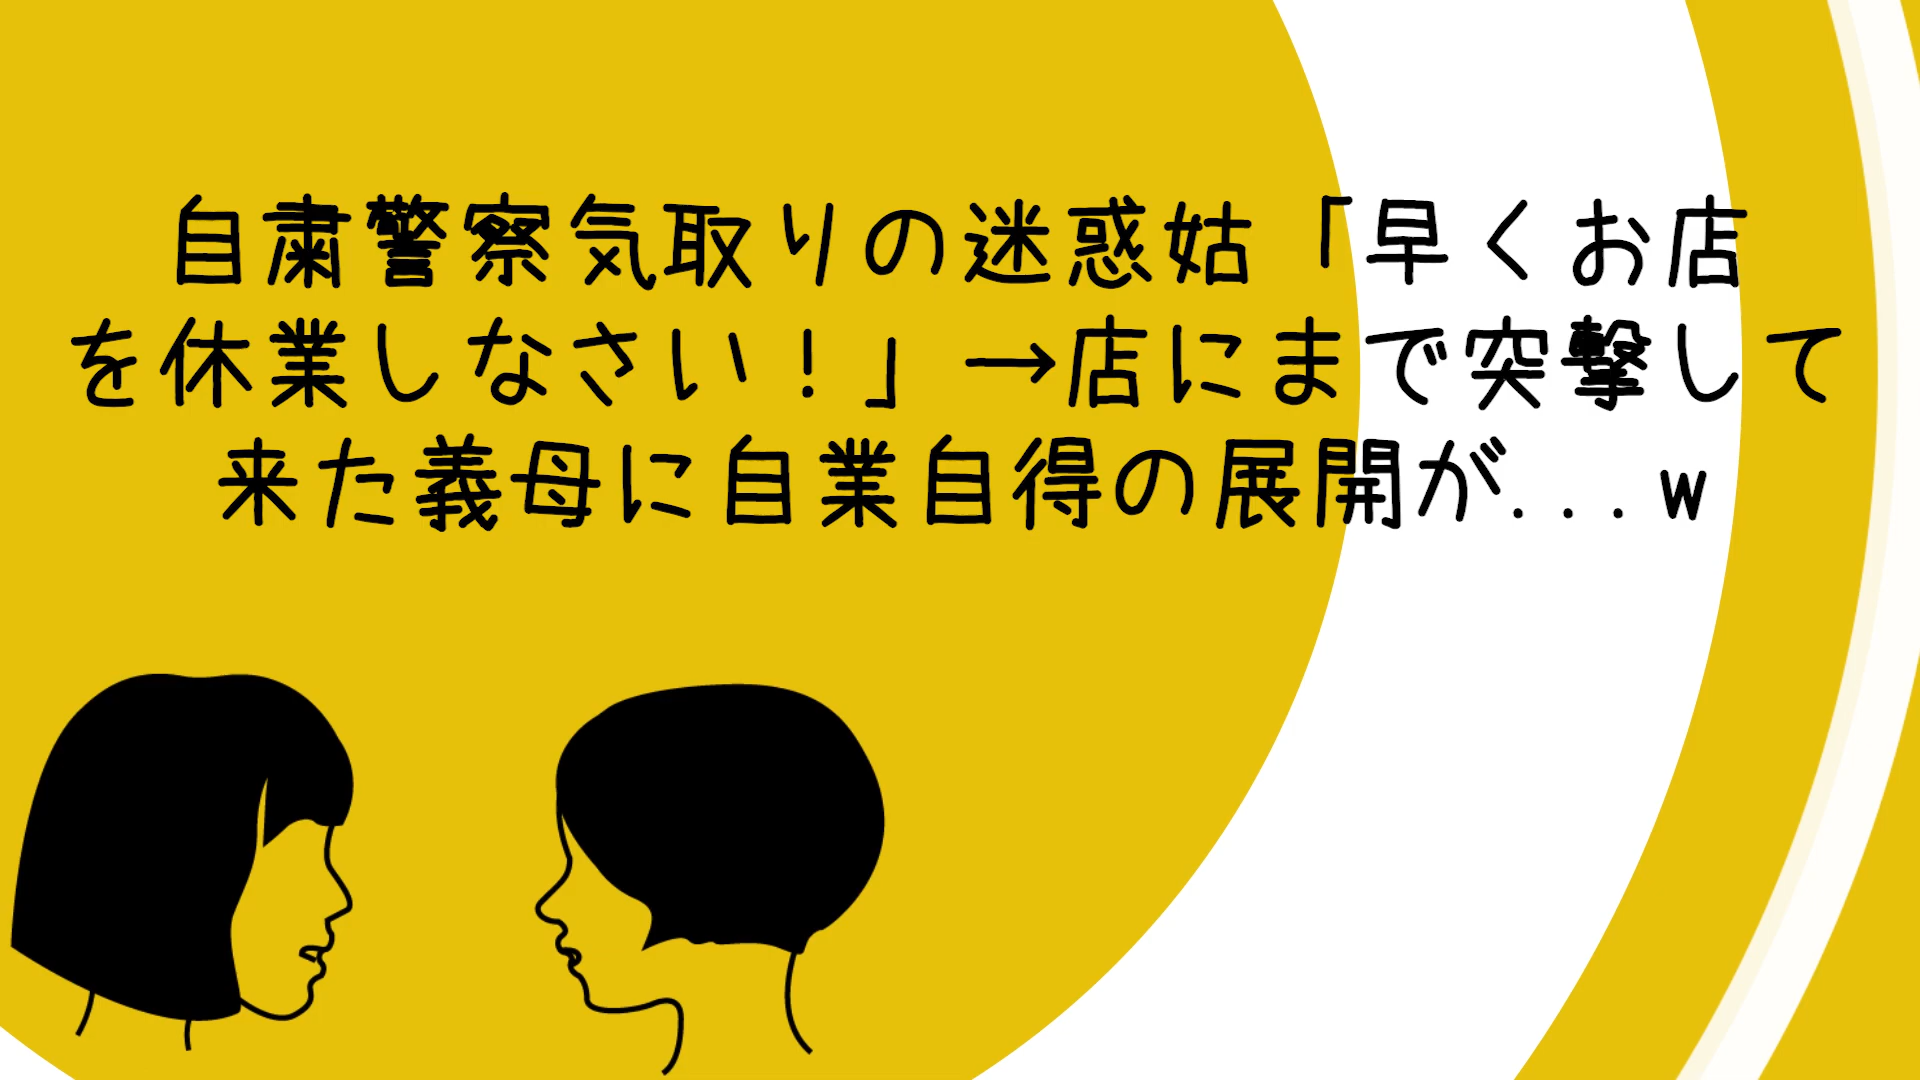 自粛警察気取りの迷惑姑「早くお店
を休業しなさい！」→店にまで突撃して
来た義母に自業自得の展開が...w